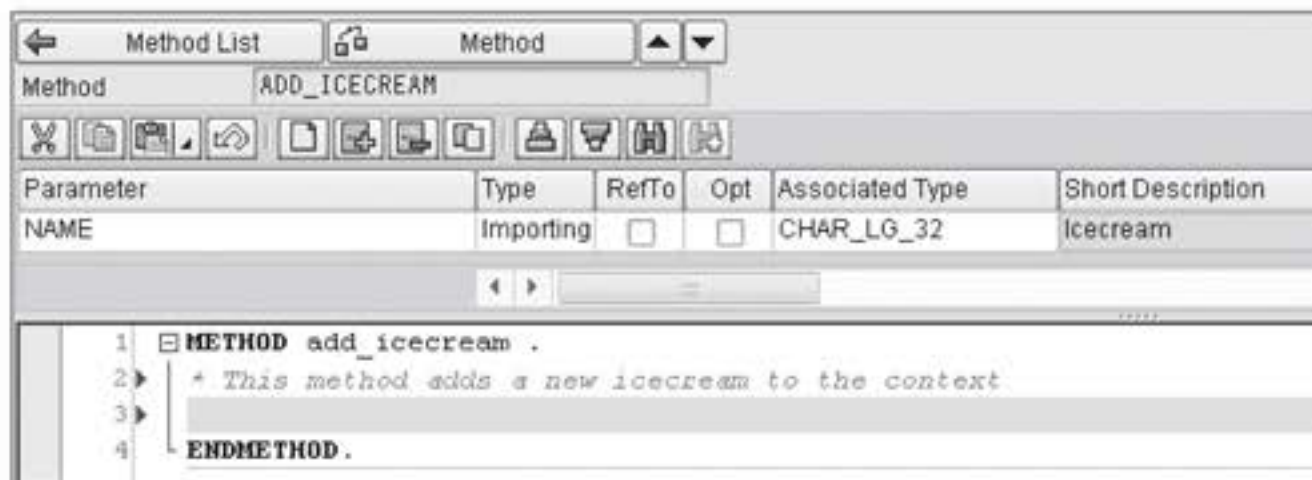 Method List Method
Method ADD_ICECREAM
Parameter Type RefTo Opt Associated Type Short Description
NAME Importing CHAR_LG_32 Icecream
1 METHOD add_icecream .
2 * This method adds a new icecream to the context
3
4 ENDMETHOD.